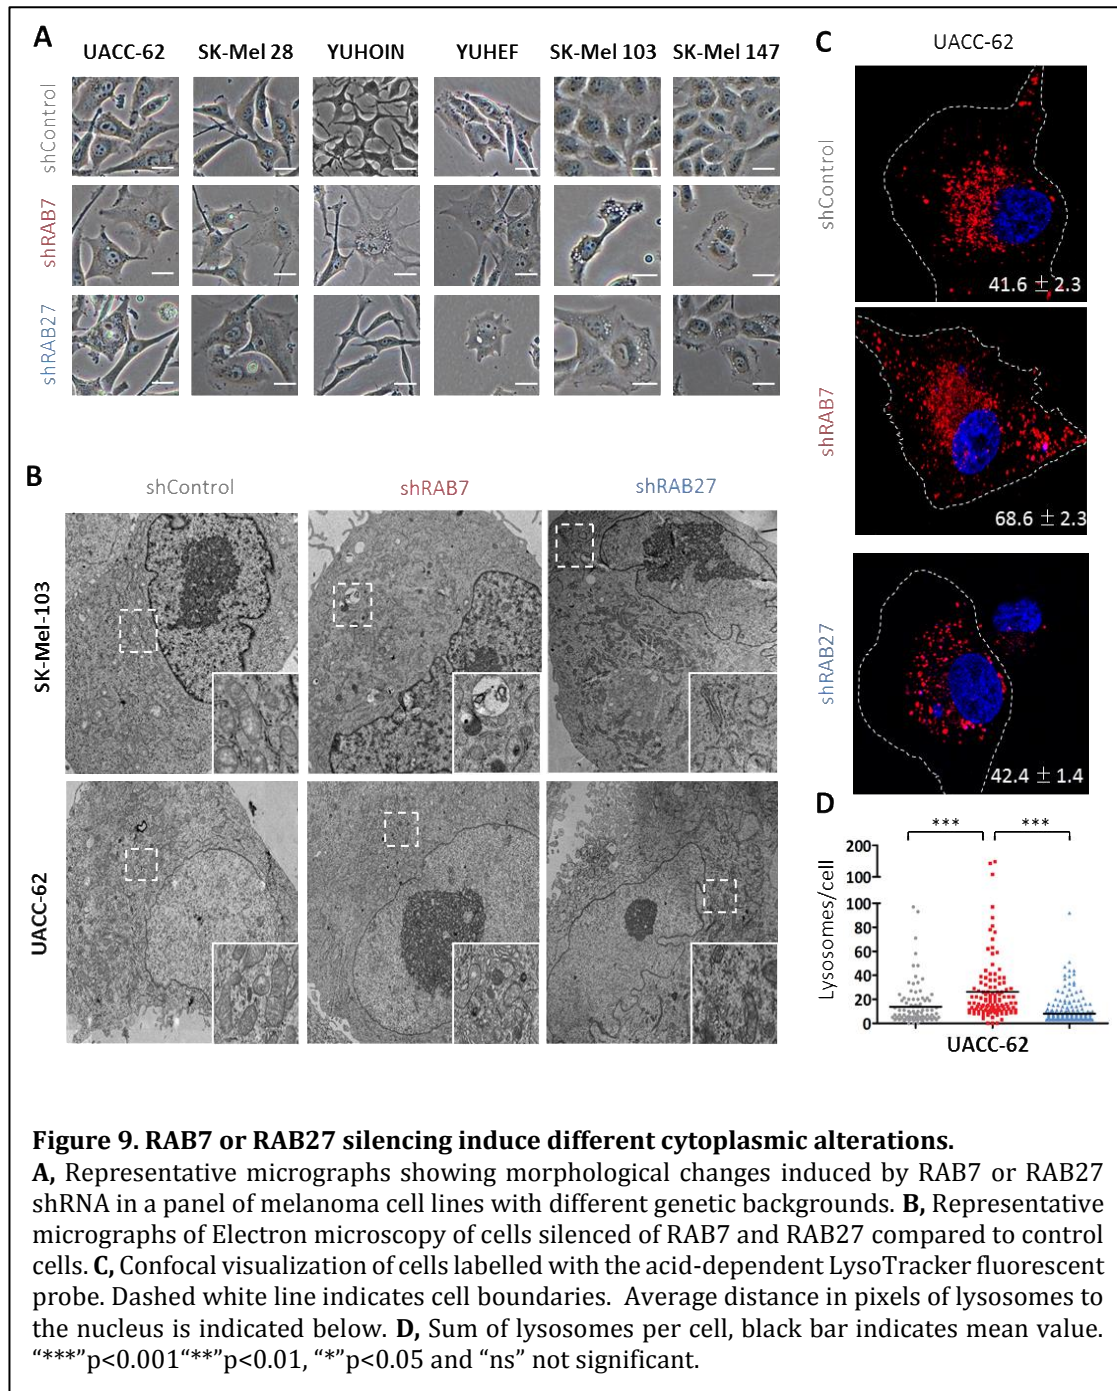 A
UACC-62 SK-Mel 28 YUHOIN YUHEF SK-Mel 103 SK-Mel 147
shControl
shRAB7
shRAB27
B
shControl shRAB7 shRAB27
SK-Mel-103
UACC-62
C
UACC-62
shControl
41.6 ± 2.3
shRAB7
68.6 ± 2.3
shRAB27
42.4 ± 1.4
D
*** ***
Lysosomes/cell
200
100
100
80
60
40
20
0
UACC-62
Figure 9. RAB7 or RAB27 silencing induce different cytoplasmic alterations.
A, Representative micrographs showing morphological changes induced by RAB7 or RAB27
shRNA in a panel of melanoma cell lines with different genetic backgrounds. B, Representative
micrographs of Electron microscopy of cells silenced of RAB7 and RAB27 compared to control
cells. C, Confocal visualization of cells labelled with the acid-dependent LysoTracker fluorescent
probe. Dashed white line indicates cell boundaries. Average distance in pixels of lysosomes to
the nucleus is indicated below. D, Sum of lysosomes per cell, black bar indicates mean value.
“***”p<0.001“**”p<0.01, “*”p<0.05 and “ns” not significant.